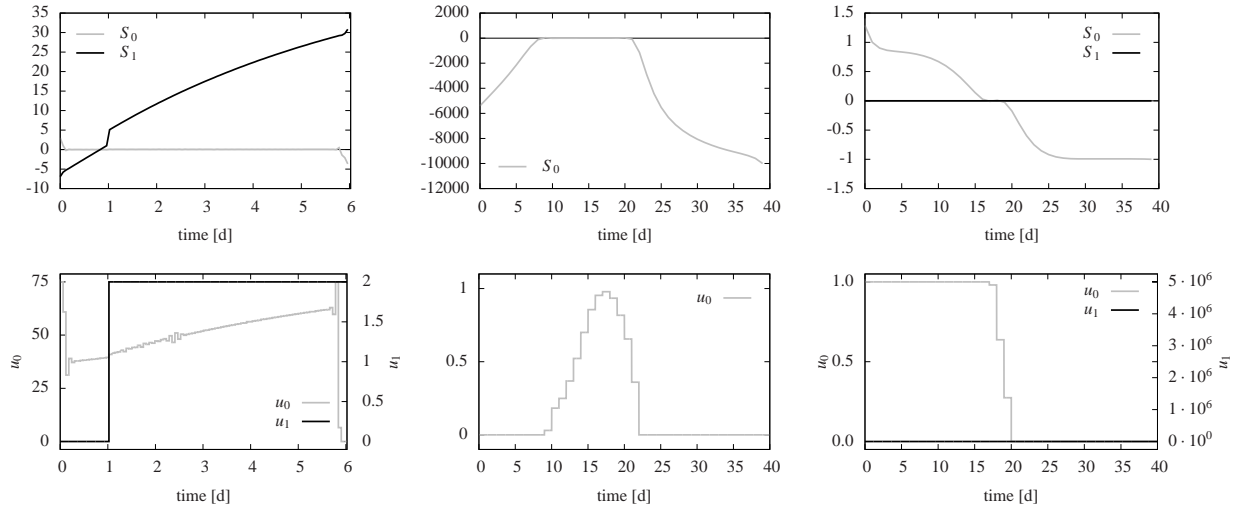 35
30
25
20
15
10
5
0
-5
-10
S0
S1
0 1 2 3 4 5 6
time [d]
2000
0
-2000
-4000
-6000
-8000
-10000
-12000
S0
0 5 10 15 20 25 30 35 40
time [d]
1.5
1
0.5
0
-0.5
-1
-1.5
S0
S1
0 5 10 15 20 25 30 35 40
time [d]
75
50
25
0
u0
u0
u1
2
1.5
1
0.5
0
u1
0 1 2 3 4 5 6
time [d]
1
0.5
0
u0
0 5 10 15 20 25 30 35 40
time [d]
1.0
0.5
0.0
u0
u0
u1
5 · 10^6
4 · 10^6
3 · 10^6
2 · 10^6
1 · 10^6
0 · 10^0
u1
0 5 10 15 20 25 30 35 40
time [d]